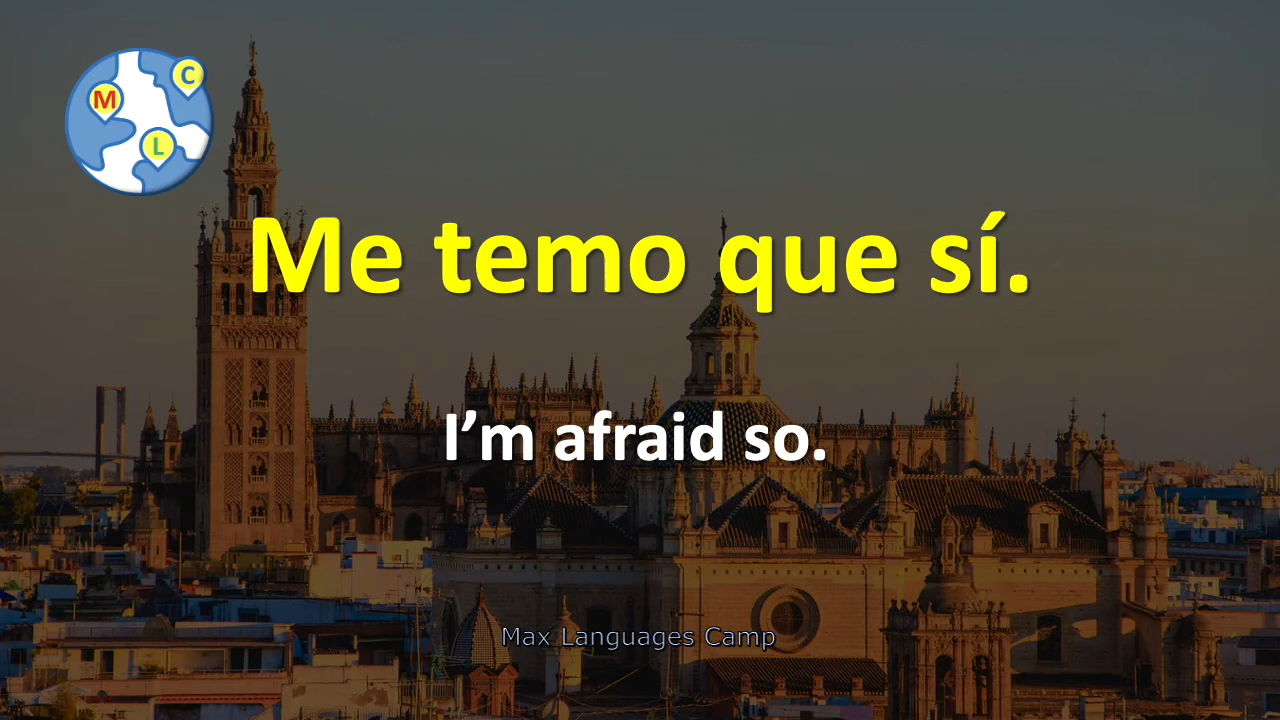 M
C
L
Me temo que sí.
I’m afraid so.
Max Languages Camp